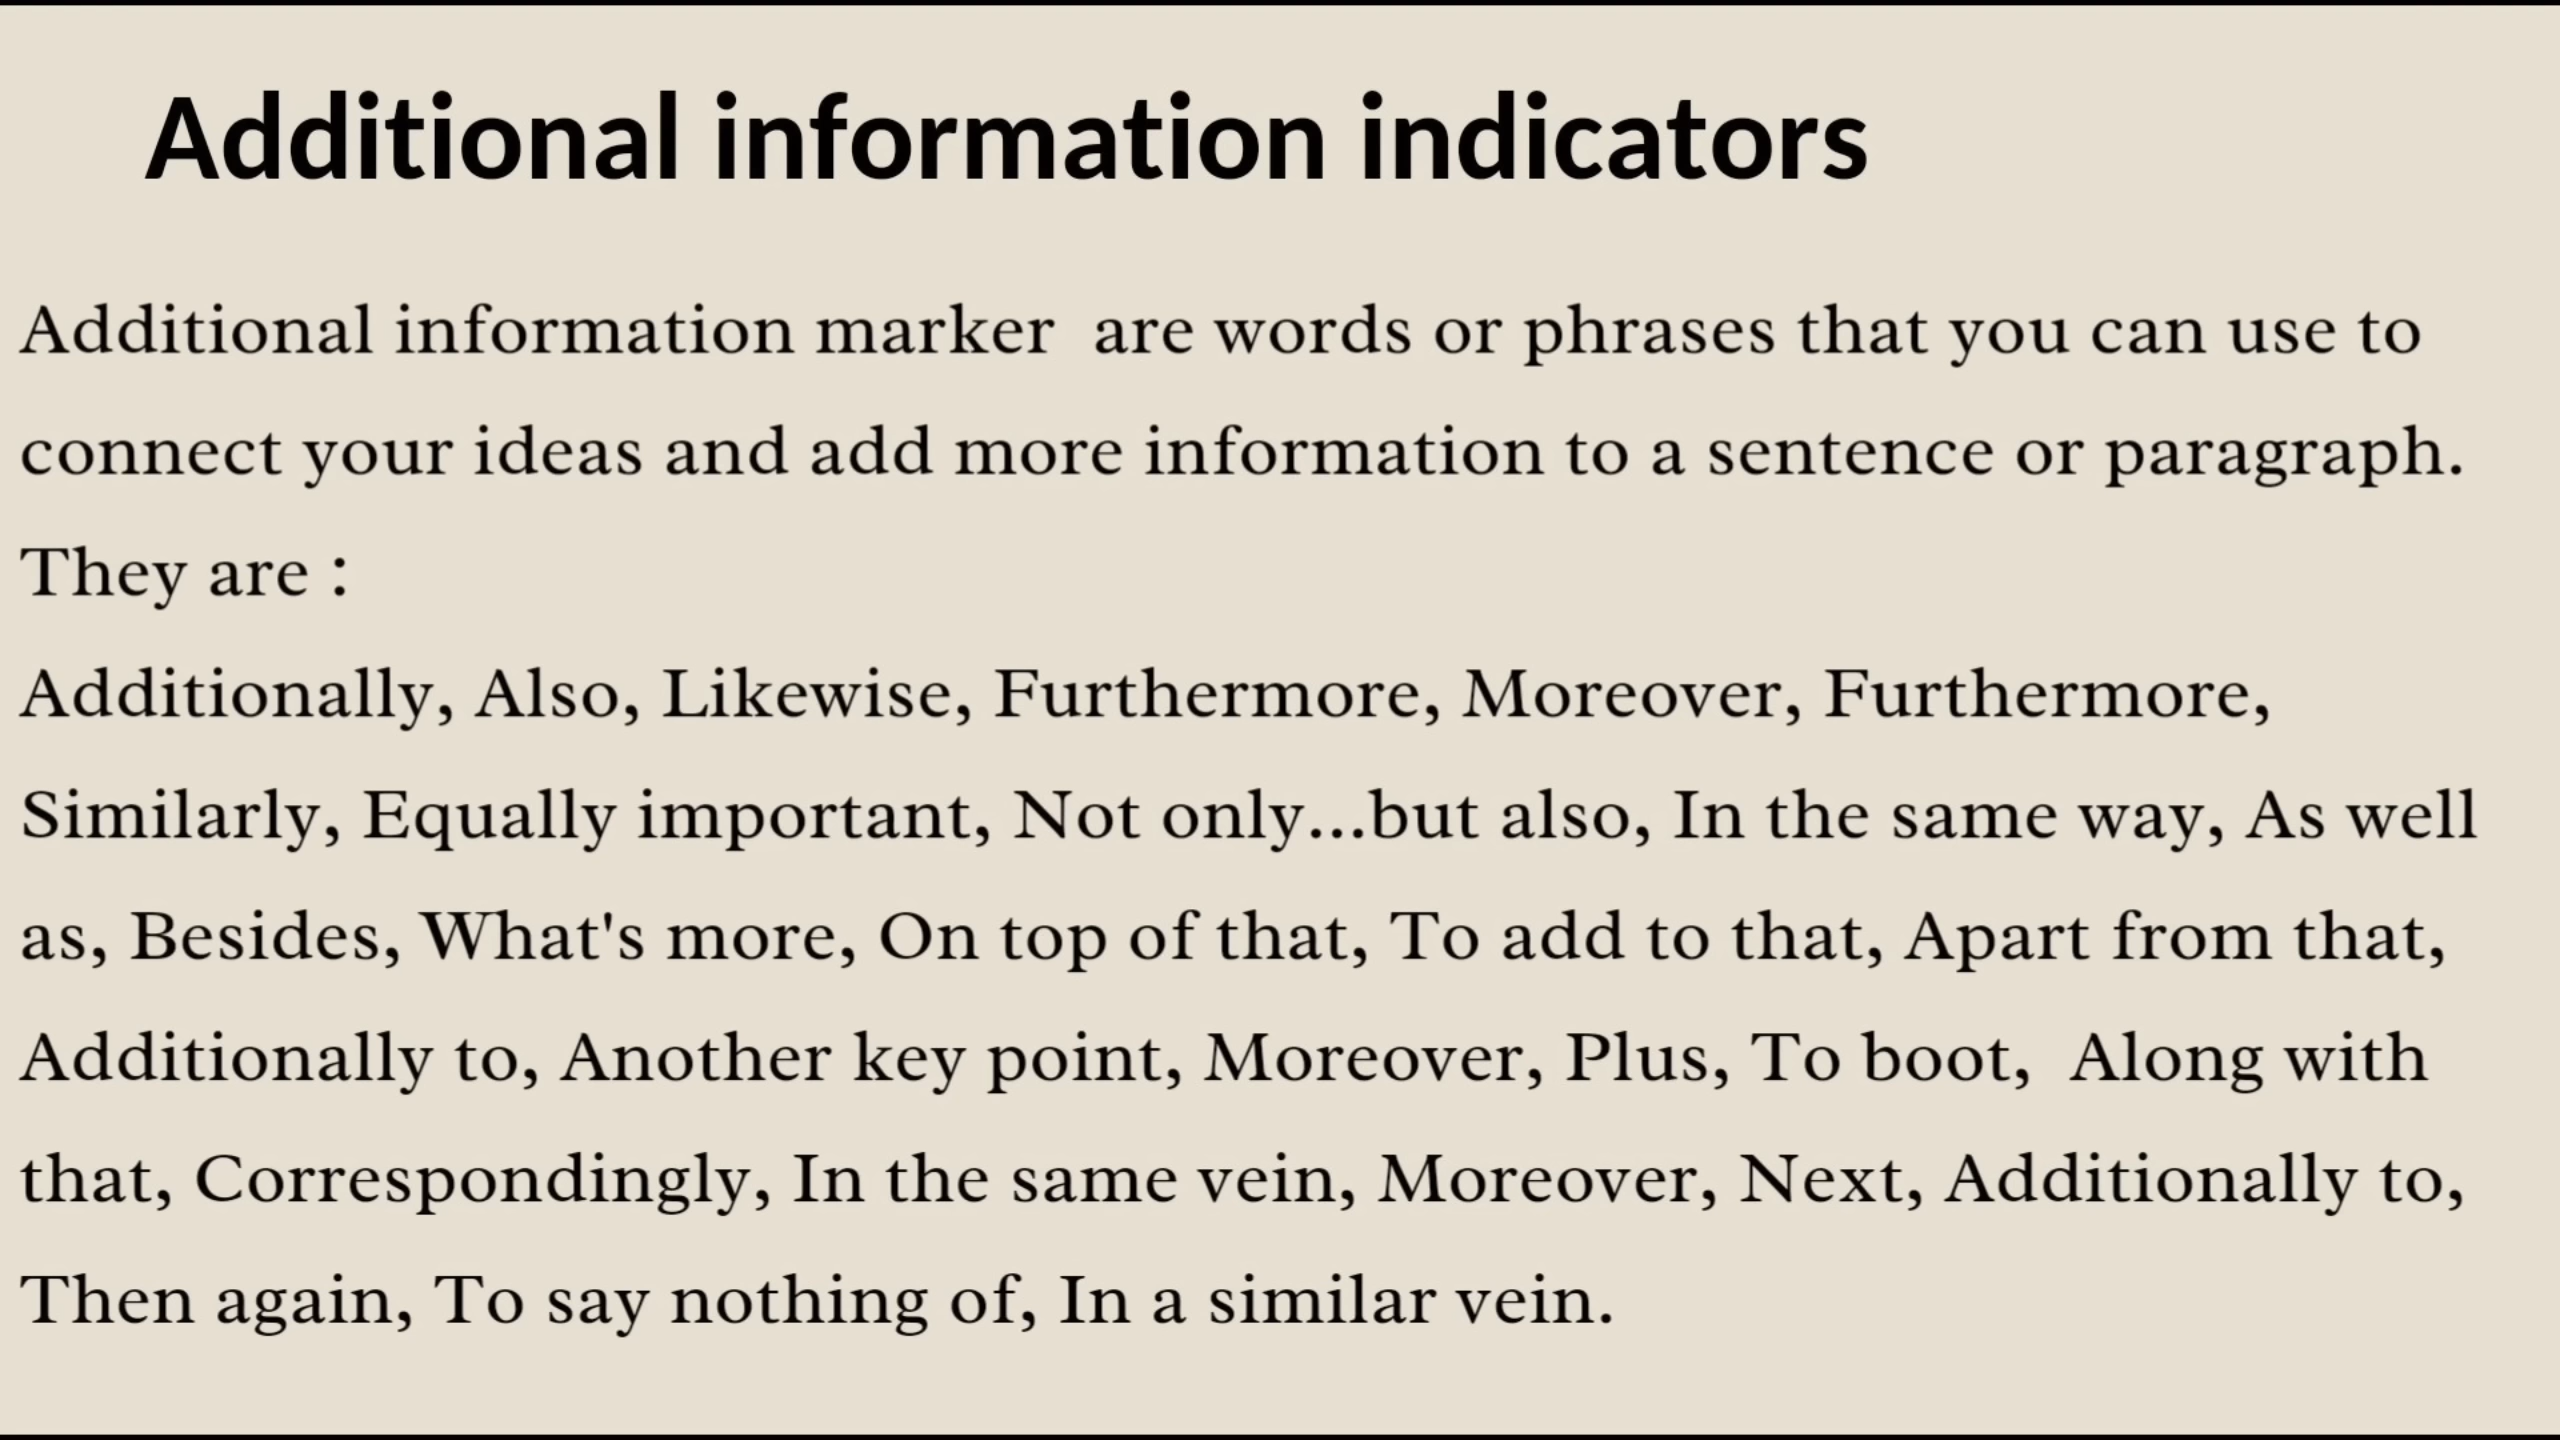 Additional information indicators
Additional information marker  are words or phrases that you can use to
connect your ideas and add more information to a sentence or paragraph.
They are :
Additionally, Also, Likewise, Furthermore, Moreover, Furthermore,
Similarly, Equally important, Not only...but also, In the same way, As well
as, Besides, What's more, On top of that, To add to that, Apart from that,
Additionally to, Another key point, Moreover, Plus, To boot,  Along with
that, Correspondingly, In the same vein, Moreover, Next, Additionally to,
Then again, To say nothing of, In a similar vein.